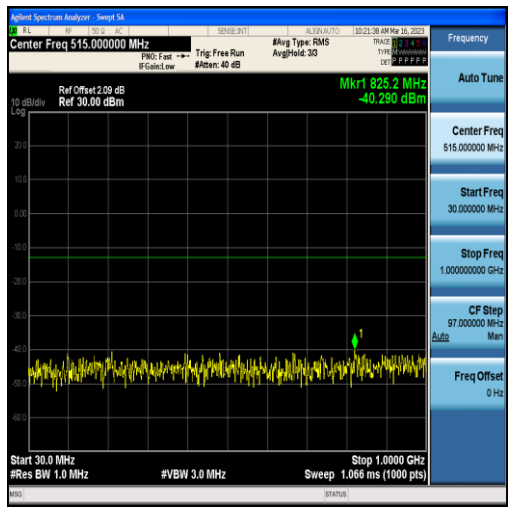 Agilent Spectrum Analyzer - Swept SA
RL RF 50 Ω AC SENSE:INT ALIGN AUTO 10:21:38 AM Mar 16, 2023
Center Freq 515.000000 MHz
PNO: Fast
IFGain:Low
Trig: Free Run
#Atten: 40 dB
#Avg Type: RMS
Avg|Hold: 3/3
TRACE 1 2 3 4 5 6
TYPE
DET P P P P P P
Frequency
Mkr1 825.2 MHz
-40.290 dBm
Ref Offset 2.09 dB
Ref 30.00 dBm
10 dB/div
Log
20.0
10.0
0.00
-10.0
-20.0
-30.0
-40.0
-50.0
-60.0
1
Start 30.0 MHz
Stop 1.0000 GHz
#Res BW 1.0 MHz
#VBW 3.0 MHz
Sweep 1.066 ms (1000 pts)
MSG
STATUS
Auto Tune
Center Freq
515.000000 MHz
Start Freq
30.000000 MHz
Stop Freq
1.000000000 GHz
CF Step
97.000000 MHz
Auto Man
Freq Offset
0 Hz